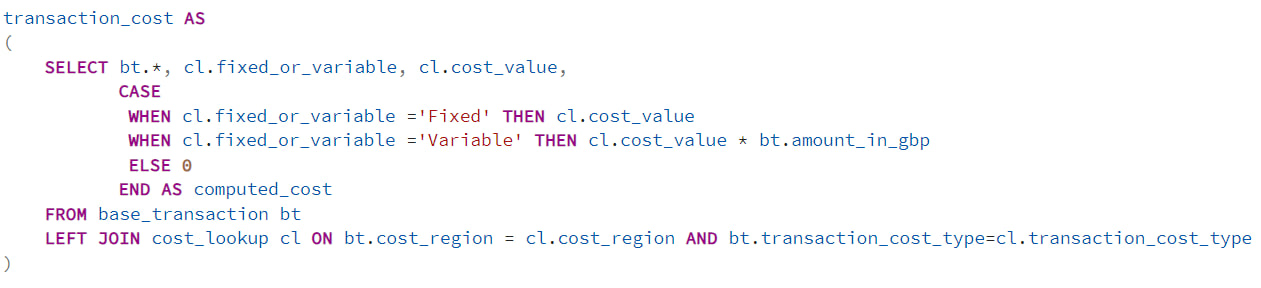 transaction_cost AS
(
    SELECT bt.*, cl.fixed_or_variable, cl.cost_value,
           CASE
            WHEN cl.fixed_or_variable ='Fixed' THEN cl.cost_value
            WHEN cl.fixed_or_variable ='Variable' THEN cl.cost_value * bt.amount_in_gbp
            ELSE 0
           END AS computed_cost
    FROM base_transaction bt
    LEFT JOIN cost_lookup cl ON bt.cost_region = cl.cost_region AND bt.transaction_cost_type=cl.transaction_cost_type
)